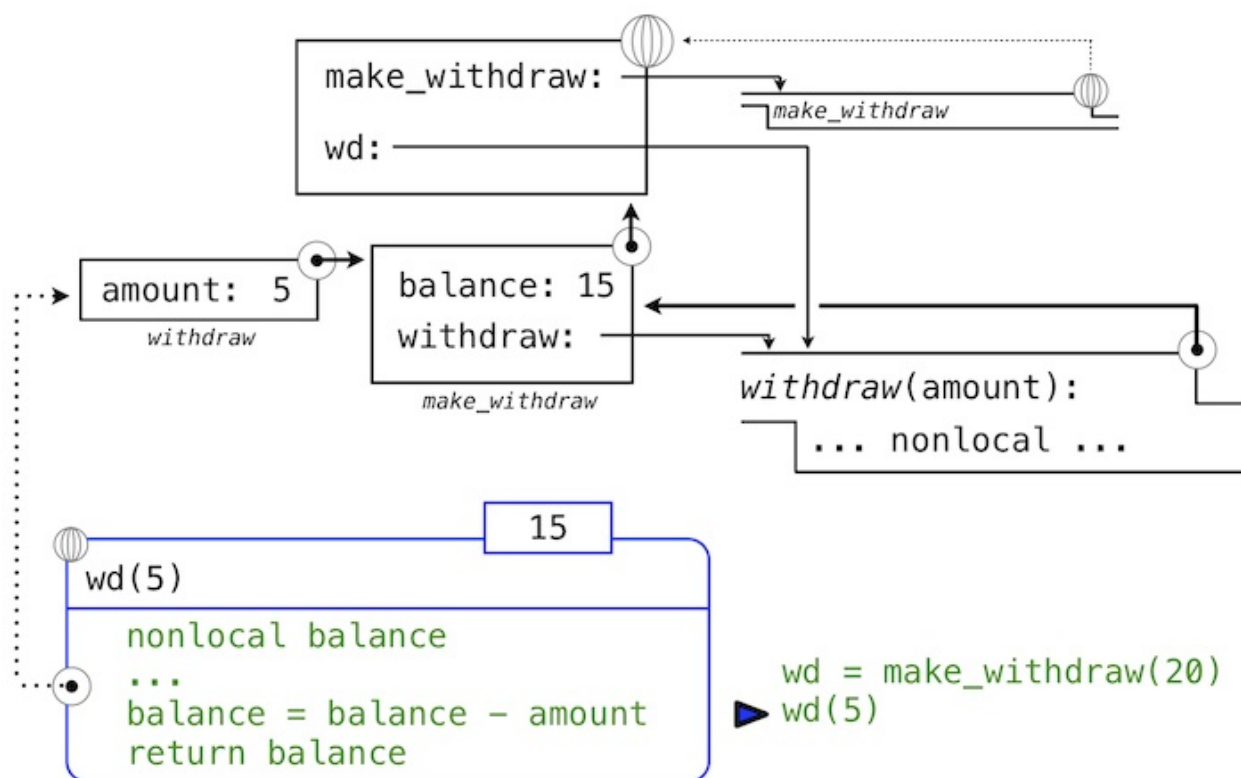 make_withdraw:
make_withdraw
wd:
amount: 5
withdraw
balance: 15
withdraw:
make_withdraw
withdraw(amount):
... nonlocal ...
15
wd(5)
nonlocal balance
...
balance = balance – amount
return balance
wd = make_withdraw(20)
wd(5)